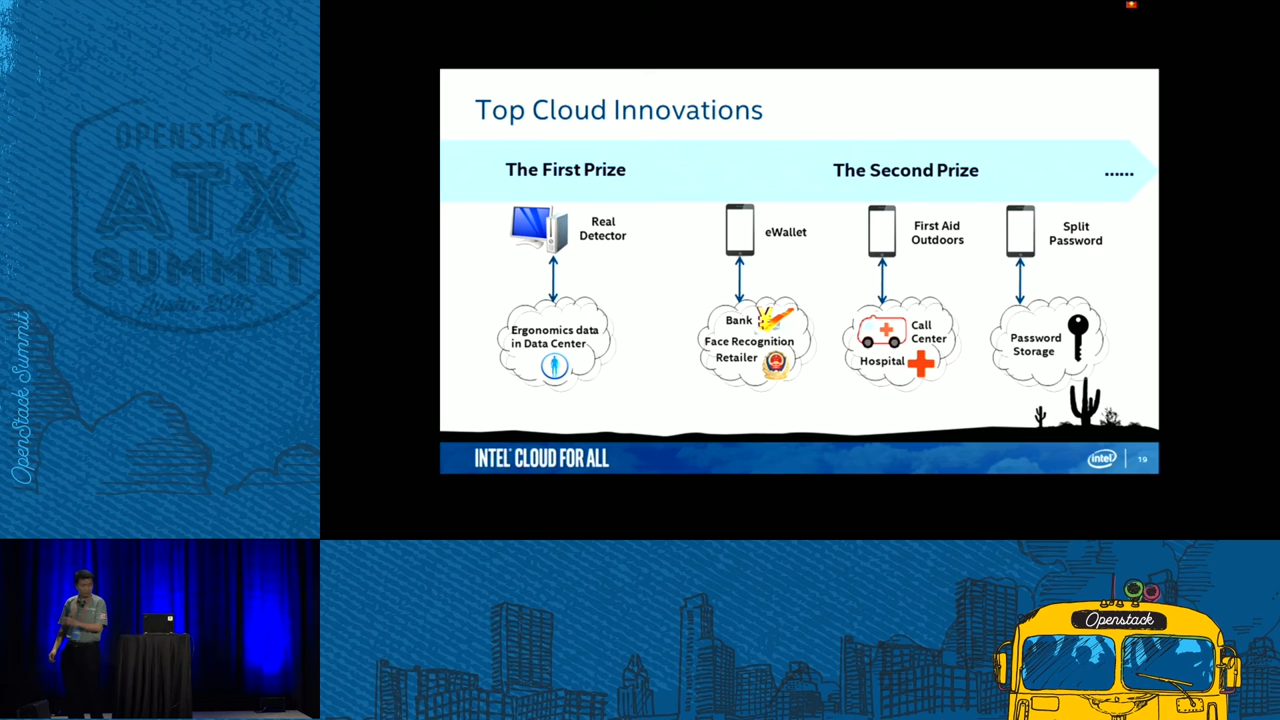 OPENSTACK
ATX
SUMMIT
Austin 2016
OpenStack Summit
Top Cloud Innovations
The First Prize
The Second Prize
......
Real
Detector
eWallet
First Aid
Outdoors
Split
Password
Ergonomics data
in Data Center
Bank
Face Recognition
Retailer
Call
Center
Hospital
Password
Storage
INTEL CLOUD FOR ALL
intel
19
Openstack